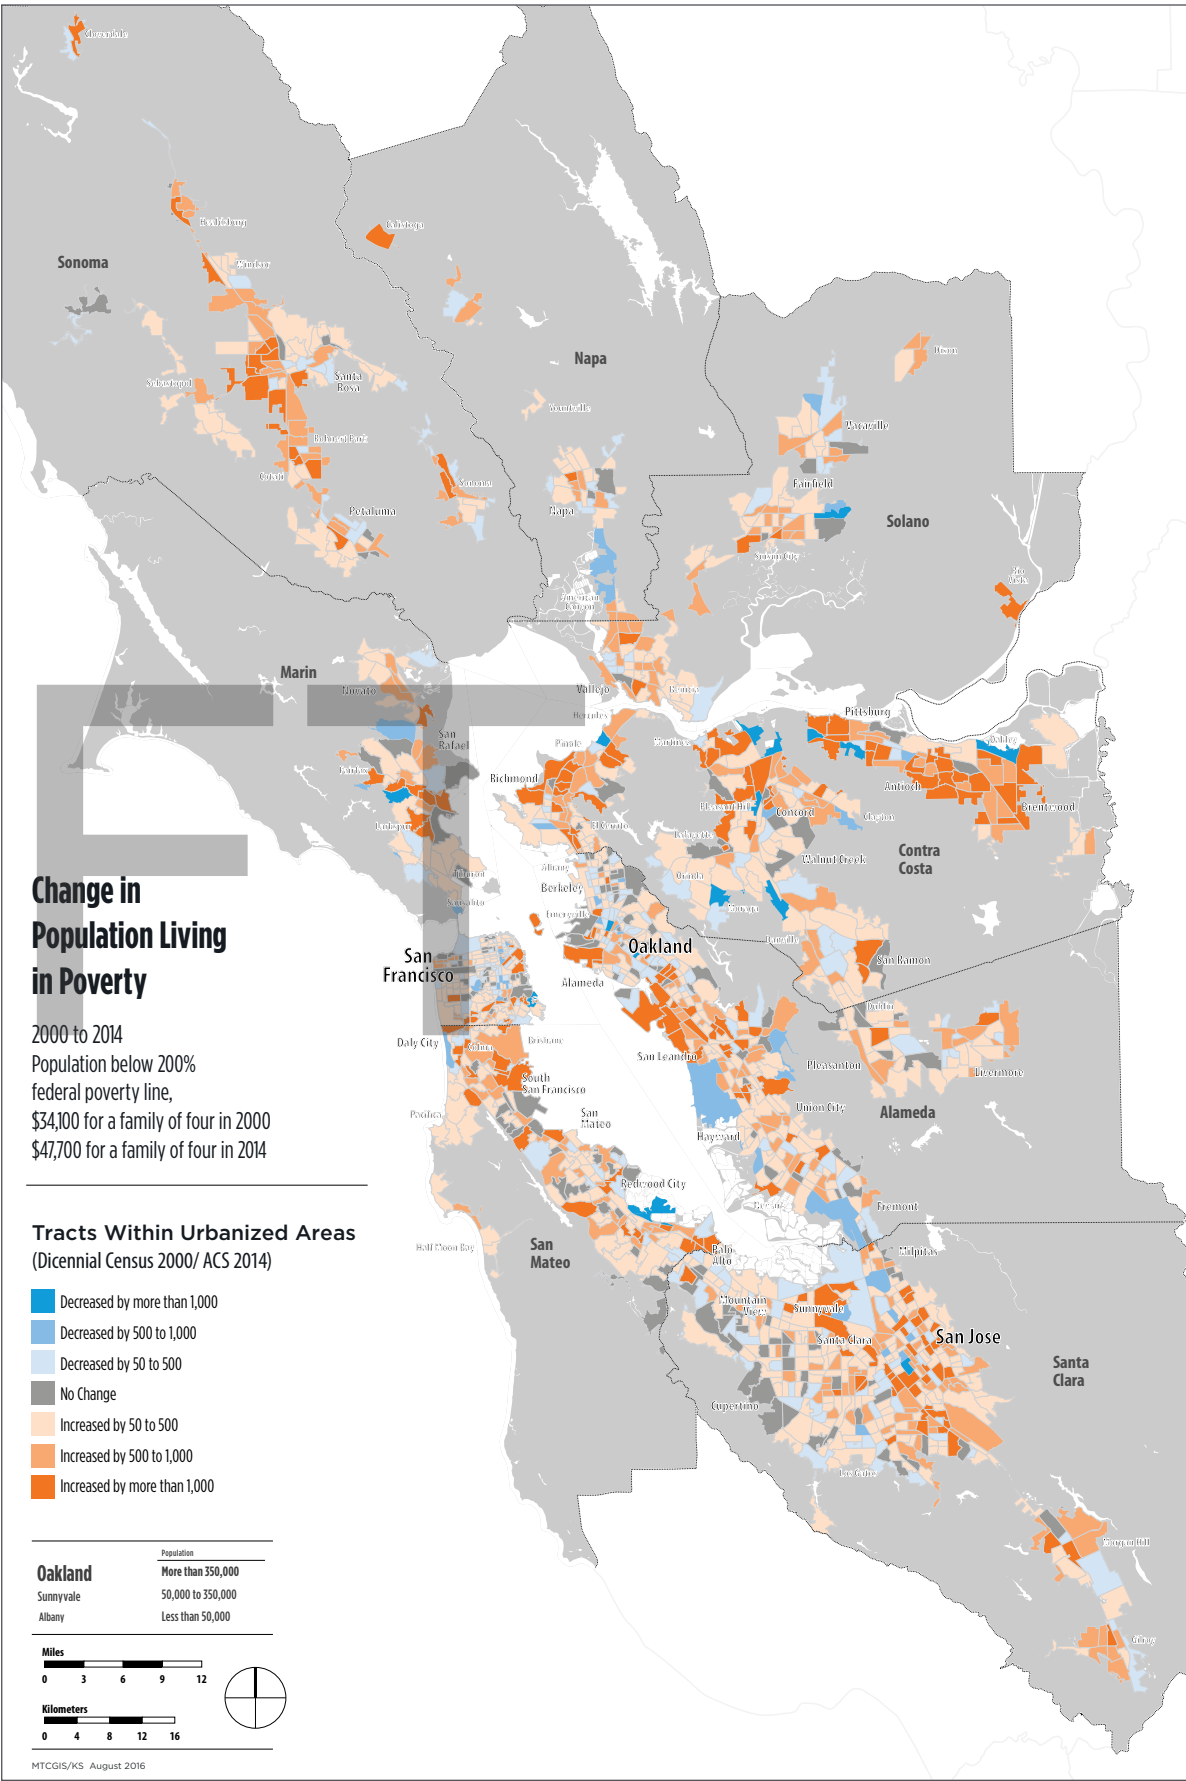 Cloverdale
Healdsburg
Calistoga
Windsor
Sonoma
Napa
Dixon
Santa
Rosa
Sebastopol
Yountville
Vacaville
Rohnert Park
Cotati
Sonoma
Fairfield
Petaluma
Napa
Solano
Suisun City
Rio
Vista
American
Canyon
Marin
Novato
Vallejo
Benicia
Hercules
Pittsburg
San
Rafael
Pinole
Martinez
Oakley
Fairfax
Richmond
Antioch
Pleasant Hill
Concord
Brentwood
Clayton
Larkspur
El Cerrito
Lafayette
Contra
Costa
Walnut Creek
Albany
Tiburon
Orinda
Berkeley
Sausalito
Moraga
Emeryville
Danville
Oakland
San
Francisco
San Ramon
Alameda
Dublin
Daly City
Colma
Brisbane
San Leandro
Pleasanton
Livermore
South
San Francisco
Pacifica
San
Mateo
Union City
Alameda
Hayward
Redwood City
Newark
Fremont
Half Moon Bay
San
Mateo
Palo
Alto
Milpitas
Mountain
View
Sunnyvale
Santa Clara
San Jose
Santa
Clara
Cupertino
Los Gatos
Morgan Hill
Gilroy
FT
Change in
Population Living
in Poverty
2000 to 2014
Population below 200%
federal poverty line,
$34,100 for a family of four in 2000
$47,700 for a family of four in 2014
Tracts Within Urbanized Areas
(Dicennial Census 2000/ ACS 2014)
Decreased by more than 1,000
Decreased by 500 to 1,000
Decreased by 50 to 500
No Change
Increased by 50 to 500
Increased by 500 to 1,000
Increased by more than 1,000
Population
Oakland More than 350,000
Sunnyvale 50,000 to 350,000
Albany Less than 50,000
Miles
0 3 6 9 12
Kilometers
0 4 8 12 16
MTCGIS/KS August 2016